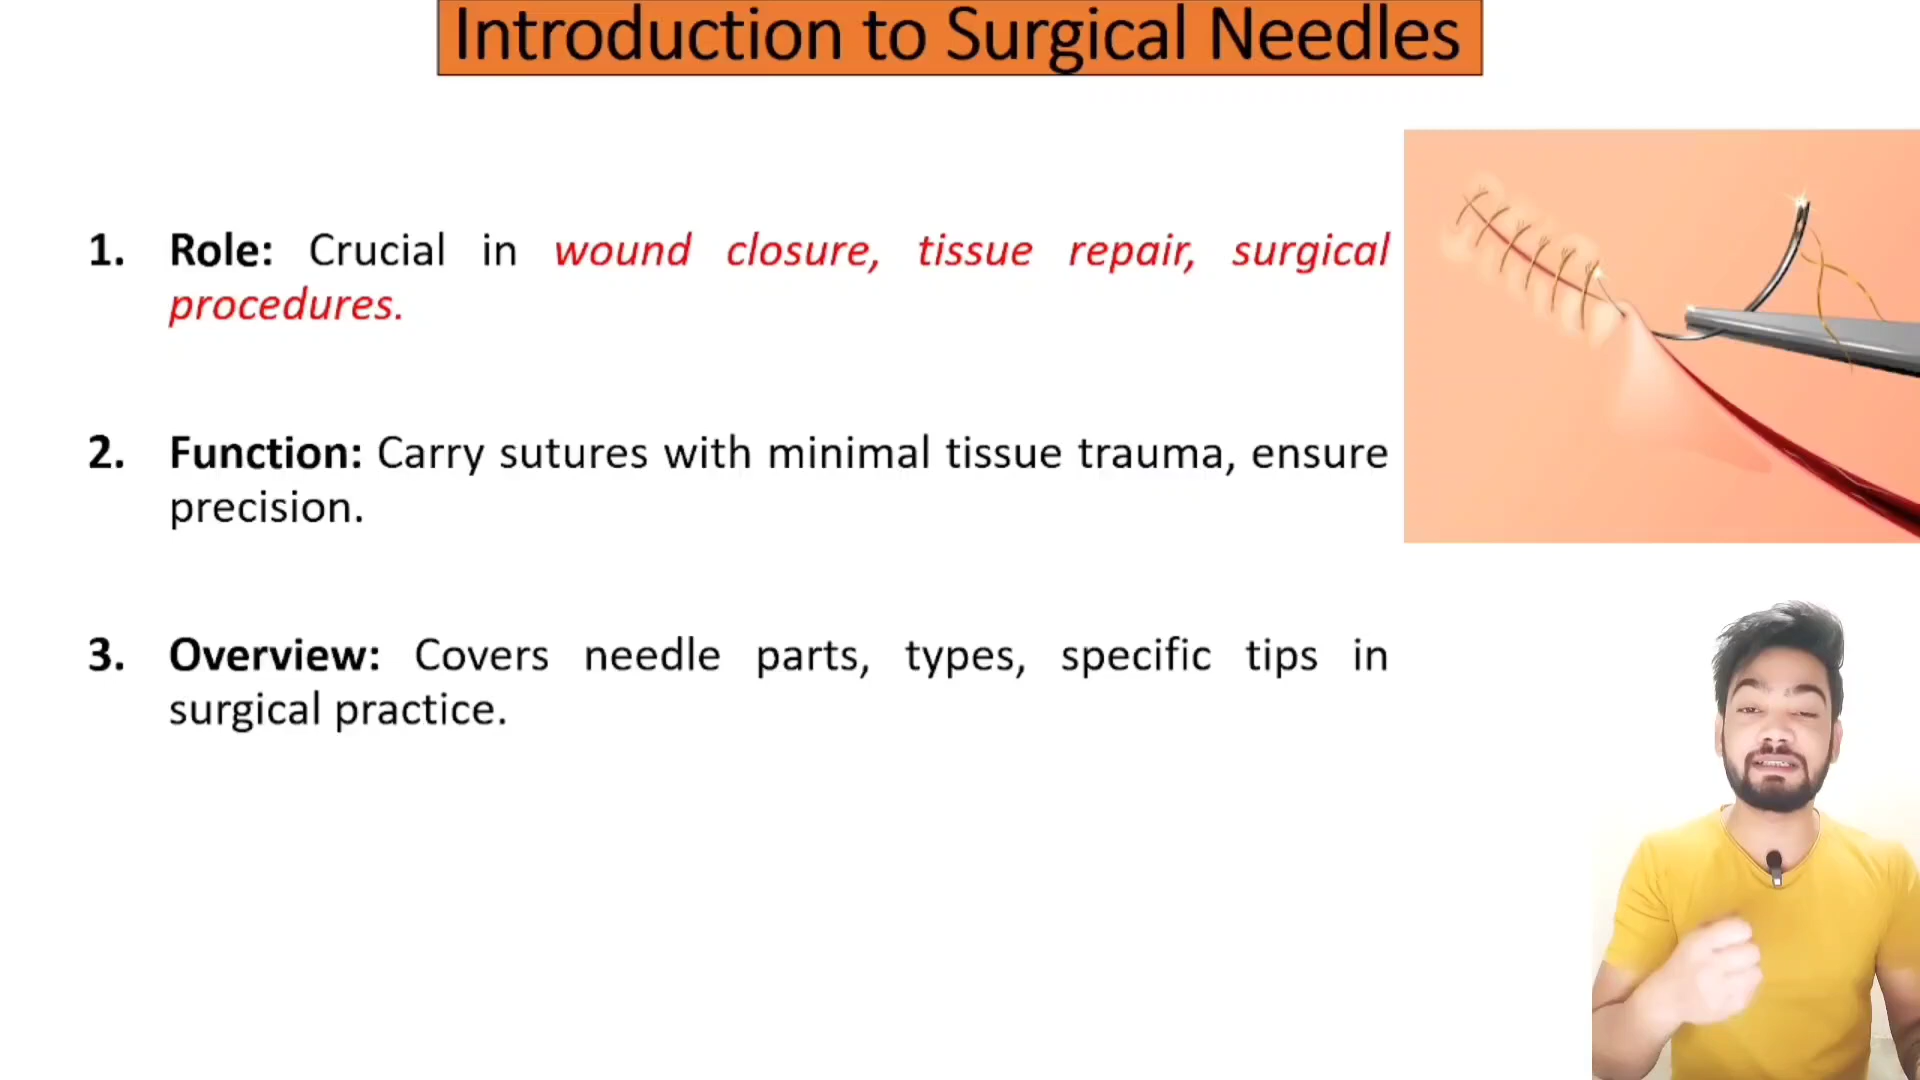 Introduction to Surgical Needles
1. Role: Crucial in wound closure, tissue repair, surgical
procedures.
2. Function: Carry sutures with minimal tissue trauma, ensure
precision.
3. Overview: Covers needle parts, types, specific tips in
surgical practice.